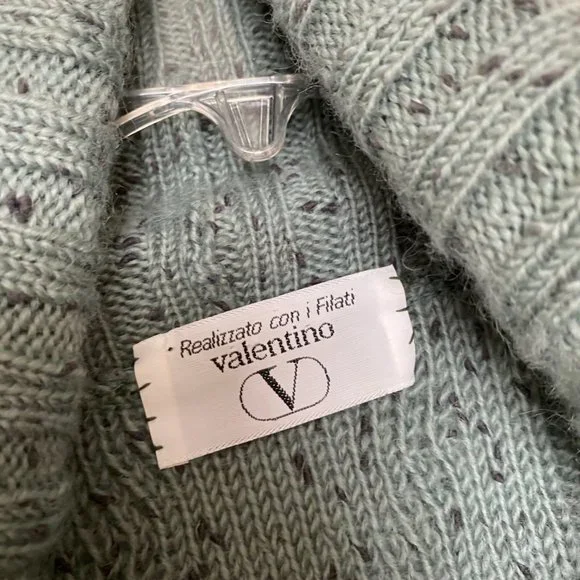 Realizzato con i Filati
valentino
V